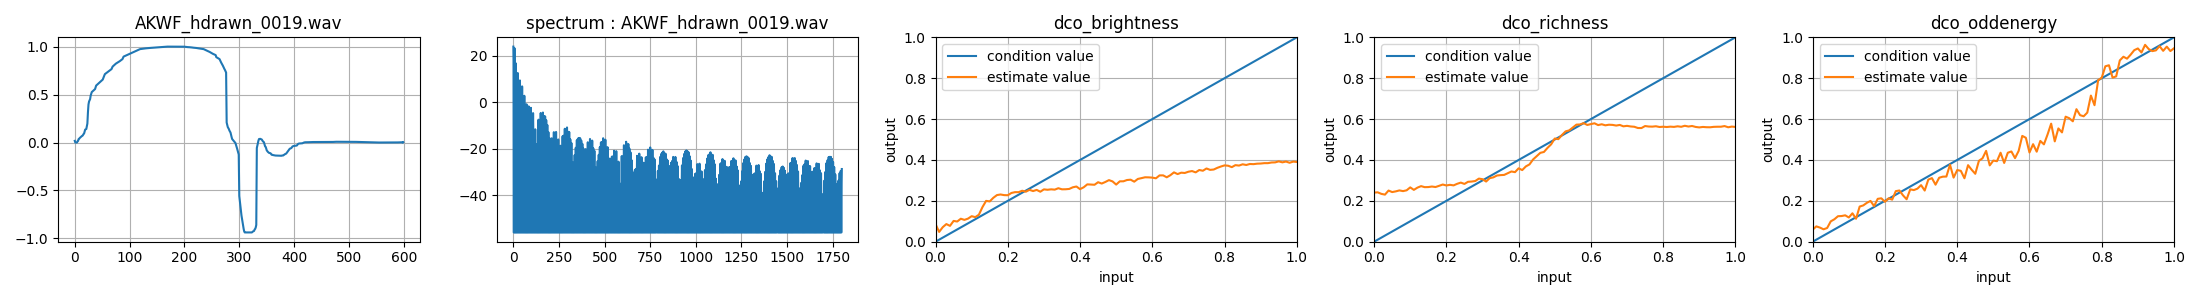 AKWF_hdrawn_0019.wav
1.0
0.5
0.0
−0.5
−1.0
0 100 200 300 400 500 600
spectrum : AKWF_hdrawn_0019.wav
20
0
−20
−40
0 250 500 750 1000 1250 1500 1750
dco_brightness
condition value
estimate value
output
1.0
0.8
0.6
0.4
0.2
0.0
0.0 0.2 0.4 0.6 0.8 1.0
input
dco_richness
condition value
estimate value
output
1.0
0.8
0.6
0.4
0.2
0.0
0.0 0.2 0.4 0.6 0.8 1.0
input
dco_oddenergy
condition value
estimate value
output
1.0
0.8
0.6
0.4
0.2
0.0
0.0 0.2 0.4 0.6 0.8 1.0
input